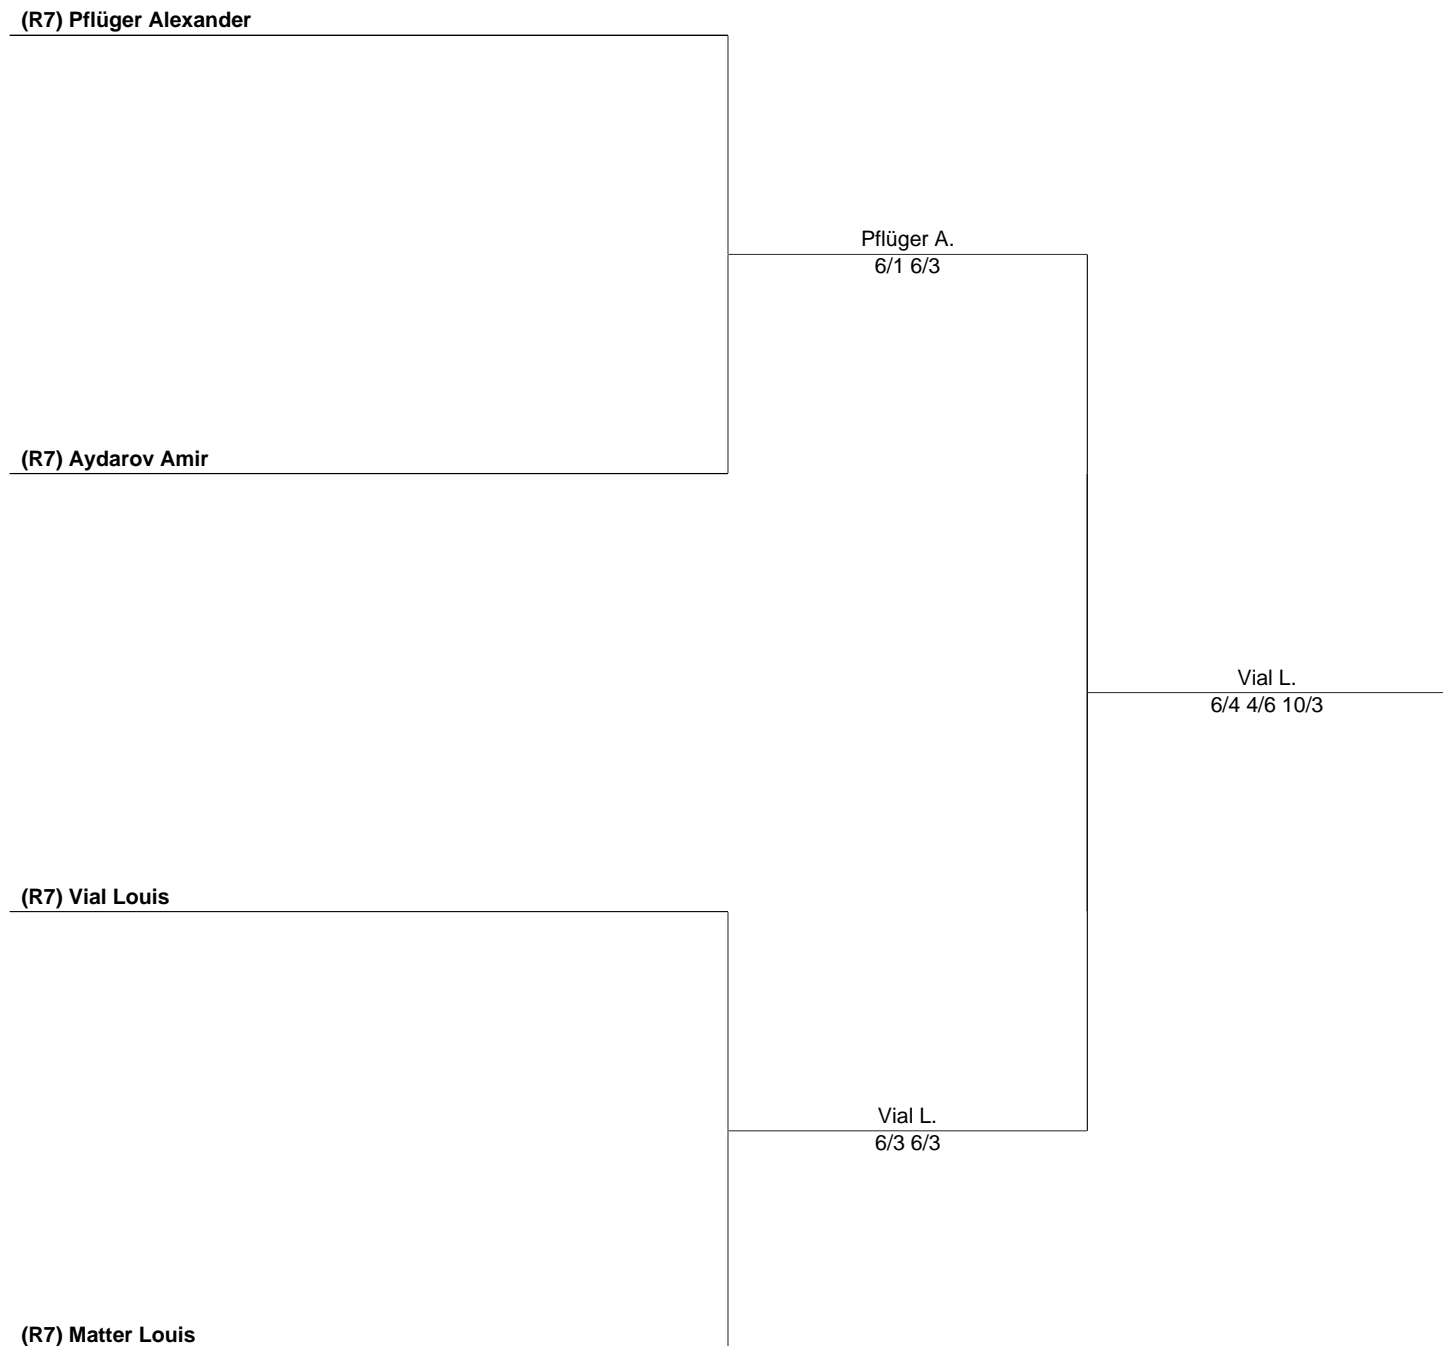 (R7) Pflüger Alexander
Pflüger A.
6/1 6/3
(R7) Aydarov Amir
Vial L.
6/4 4/6 10/3
(R7) Vial Louis
Vial L.
6/3 6/3
(R7) Matter Louis